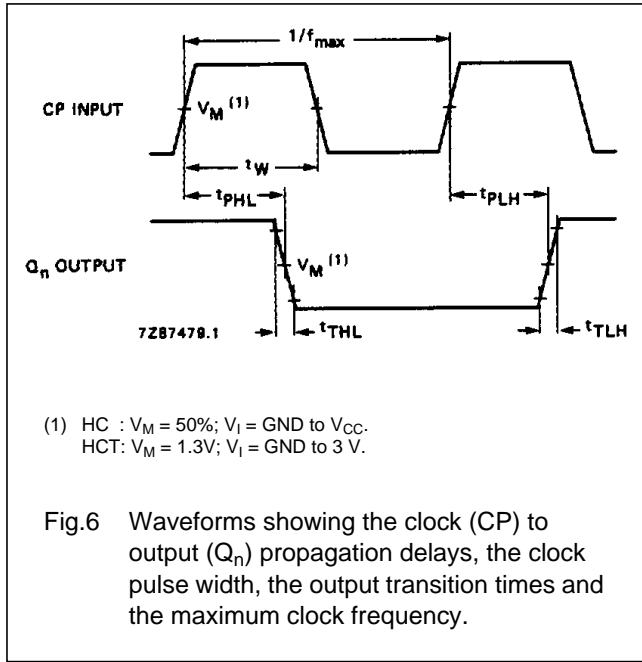 1/fmax
CP INPUT
VM (1)
tW
tPHL
tPLH
Qn OUTPUT
VM (1)
7Z87479.1
tTHL
tTLH
(1) HC : VM = 50%; VI = GND to VCC.
HCT: VM = 1.3V; VI = GND to 3 V.
Fig.6 Waveforms showing the clock (CP) to
output (Qn) propagation delays, the clock
pulse width, the output transition times and
the maximum clock frequency.